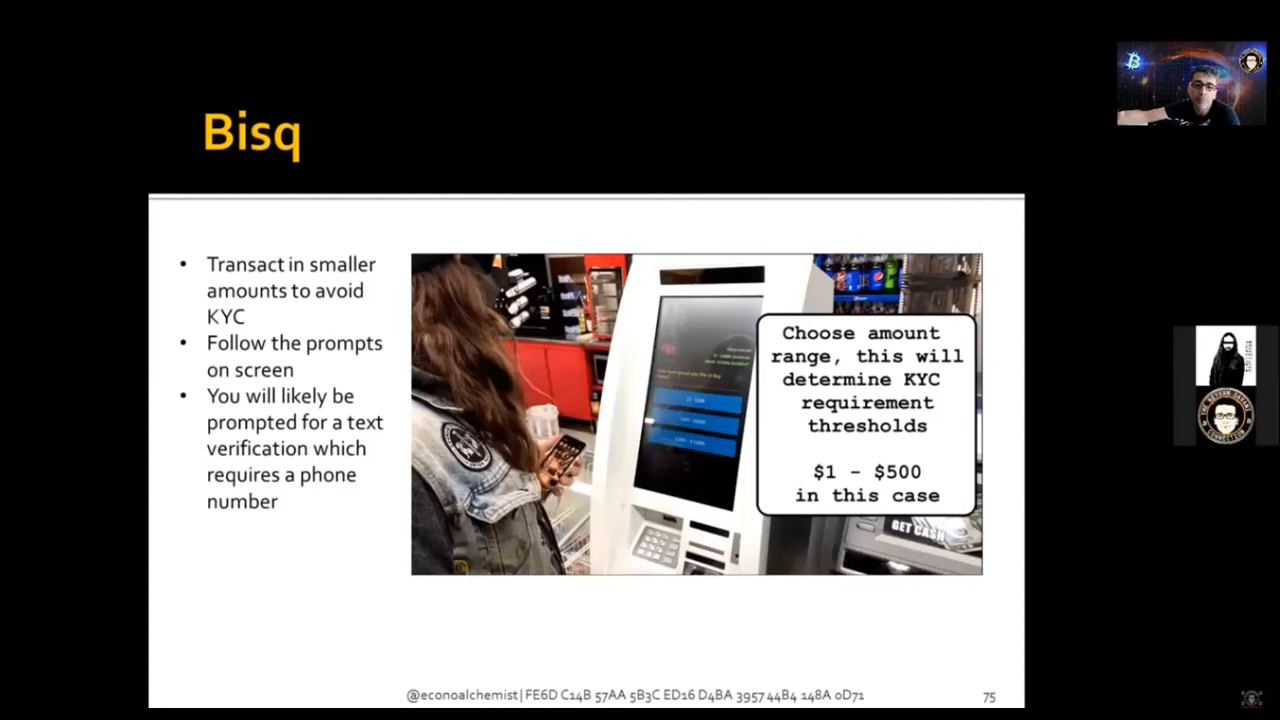 Bisq
• Transact in smaller
amounts to avoid
KYC
• Follow the prompts
on screen
• You will likely be
prompted for a text
verification which
requires a phone
number
Choose amount
range, this will
determine KYC
requirement
thresholds
$1 - $500
in this case
GET CASH
@econoalchemist| FE6D C14B 57AA 5B3C ED16 D4BA 3957 44B4 148A 0D71
75